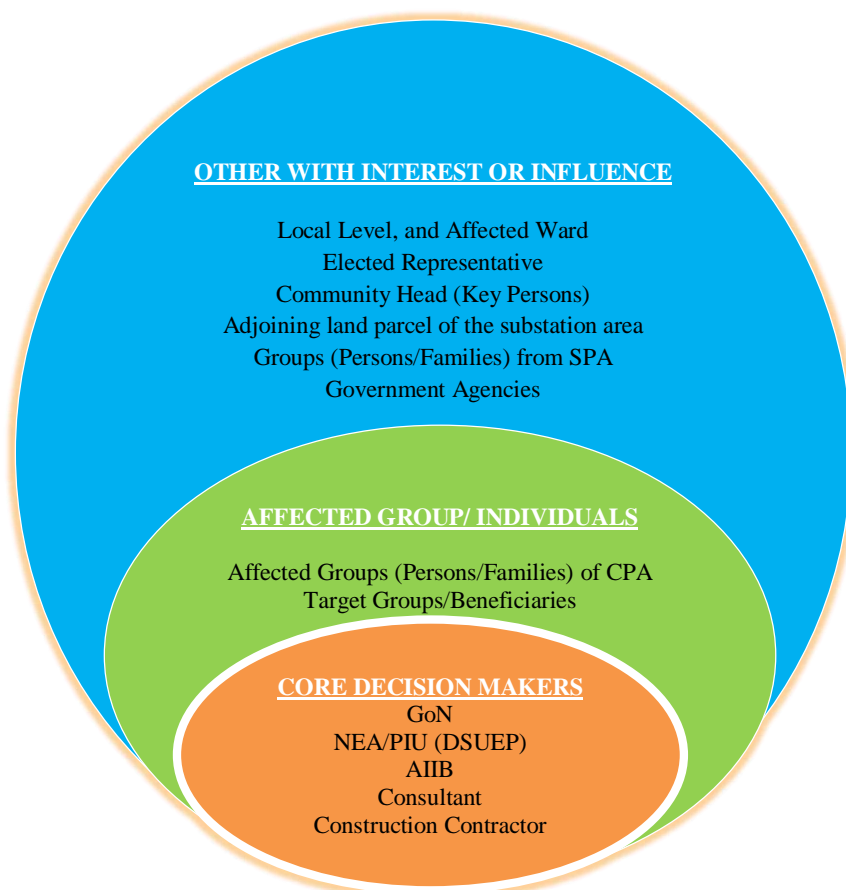 OTHER WITH INTEREST OR INFLUENCE
Local Level, and Affected Ward
Elected Representative
Community Head (Key Persons)
Adjoining land parcel of the substation area
Groups (Persons/Families) from SPA
Government Agencies
AFFECTED GROUP/ INDIVIDUALS
Affected Groups (Persons/Families) of CPA
Target Groups/Beneficiaries
CORE DECISION MAKERS
GoN
NEA/PIU (DSUEP)
AIIB
Consultant
Construction Contractor